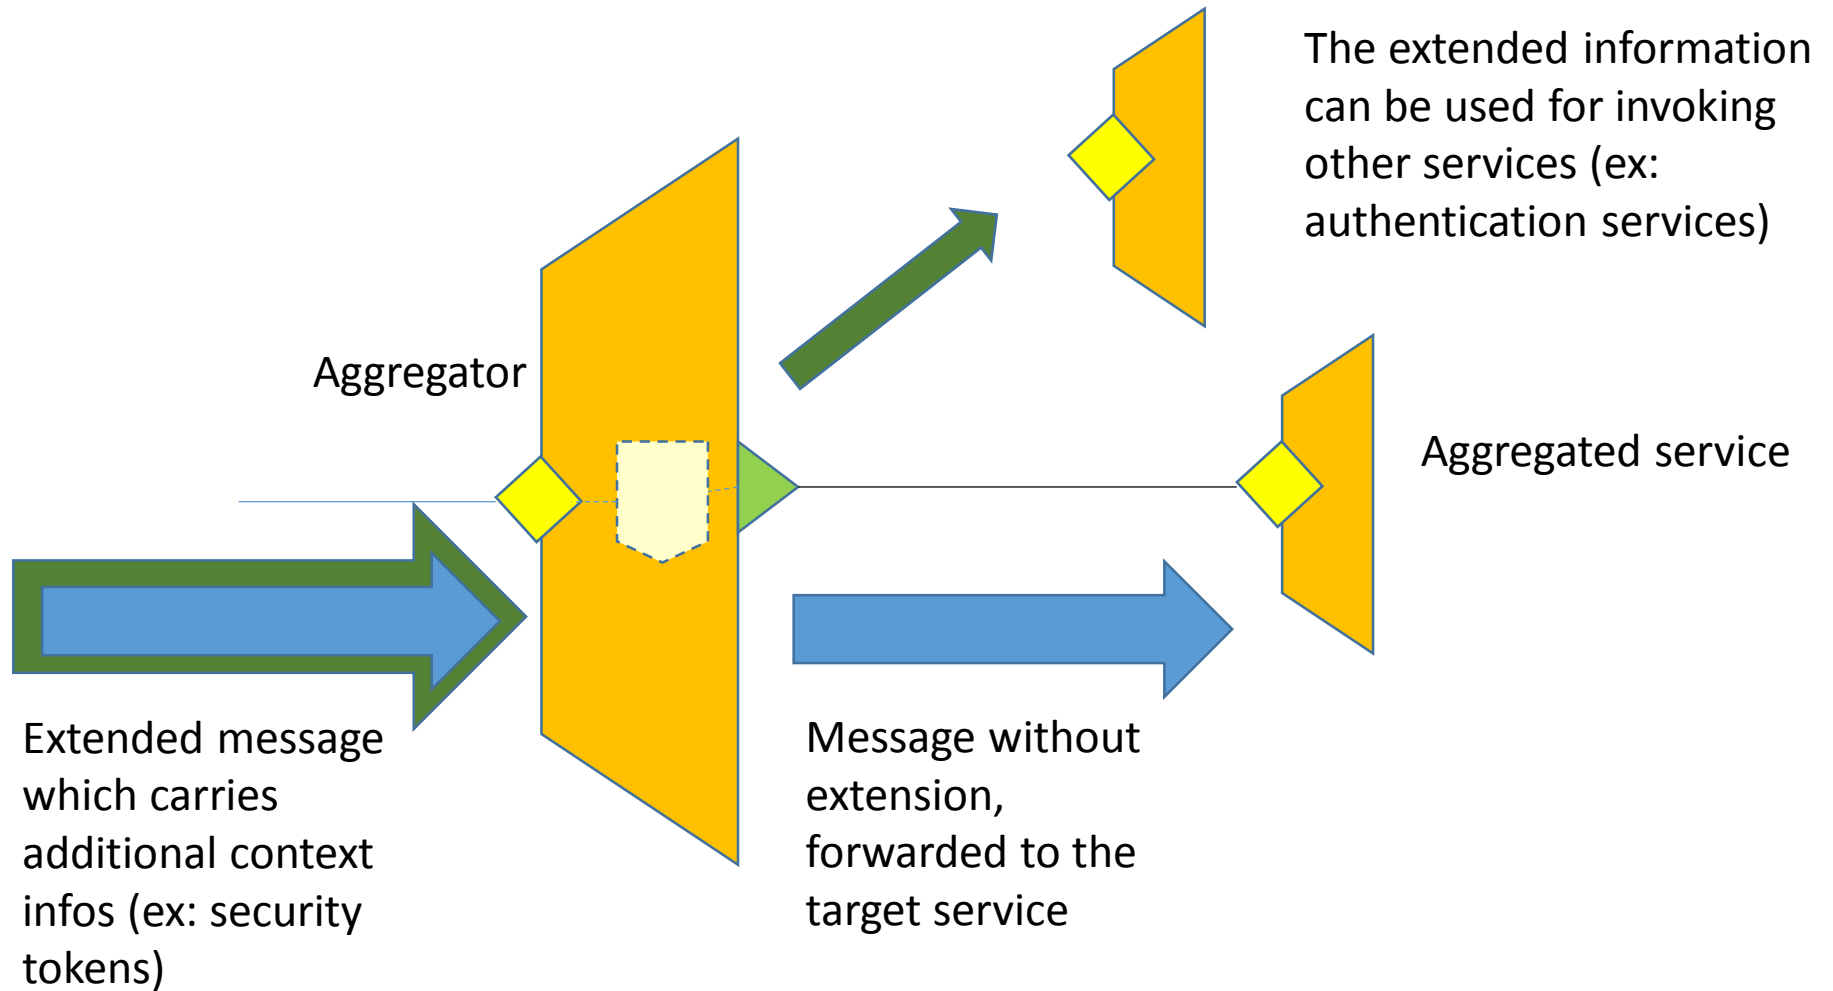 The extended information
can be used for invoking
other services (ex:
authentication services)
Aggregator
Aggregated service
Extended message
which carries
additional context
infos (ex: security
tokens)
Message without
extension,
forwarded to the
target service